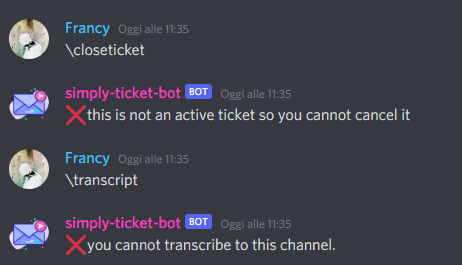 Francy Oggi alle 11:35
\closeticket
simply-ticket-bot BOT Oggi alle 11:35
❌this is not an active ticket so you cannot cancel it
Francy Oggi alle 11:35
\transcript
simply-ticket-bot BOT Oggi alle 11:35
❌you cannot transcribe to this channel.